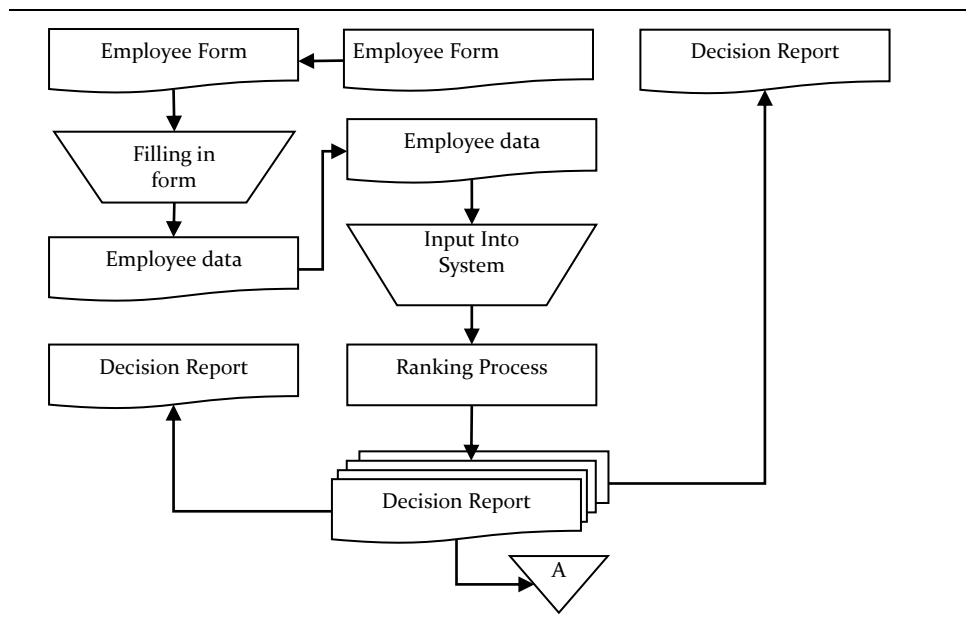 Employee Form
Employee Form
Decision Report
Filling in
form
Employee data
Employee data
Input Into
System
Decision Report
Ranking Process
Decision Report
A